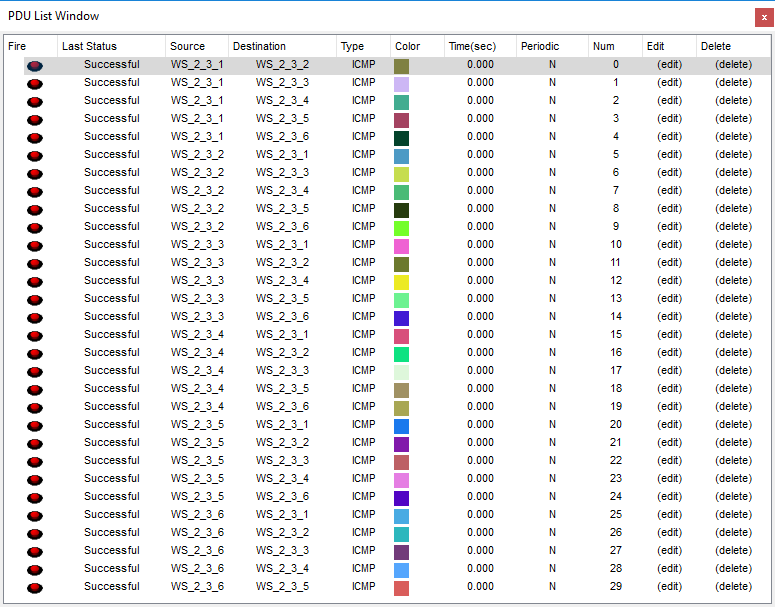 PDU List Window x
Fire Last Status Source Destination Type Color Time(sec) Periodic Num Edit Delete
Successful WS_2_3_1 WS_2_3_2 ICMP 0.000 N 0 (edit) (delete)
Successful WS_2_3_1 WS_2_3_3 ICMP 0.000 N 1 (edit) (delete)
Successful WS_2_3_1 WS_2_3_4 ICMP 0.000 N 2 (edit) (delete)
Successful WS_2_3_1 WS_2_3_5 ICMP 0.000 N 3 (edit) (delete)
Successful WS_2_3_1 WS_2_3_6 ICMP 0.000 N 4 (edit) (delete)
Successful WS_2_3_2 WS_2_3_1 ICMP 0.000 N 5 (edit) (delete)
Successful WS_2_3_2 WS_2_3_3 ICMP 0.000 N 6 (edit) (delete)
Successful WS_2_3_2 WS_2_3_4 ICMP 0.000 N 7 (edit) (delete)
Successful WS_2_3_2 WS_2_3_5 ICMP 0.000 N 8 (edit) (delete)
Successful WS_2_3_2 WS_2_3_6 ICMP 0.000 N 9 (edit) (delete)
Successful WS_2_3_3 WS_2_3_1 ICMP 0.000 N 10 (edit) (delete)
Successful WS_2_3_3 WS_2_3_2 ICMP 0.000 N 11 (edit) (delete)
Successful WS_2_3_3 WS_2_3_4 ICMP 0.000 N 12 (edit) (delete)
Successful WS_2_3_3 WS_2_3_5 ICMP 0.000 N 13 (edit) (delete)
Successful WS_2_3_3 WS_2_3_6 ICMP 0.000 N 14 (edit) (delete)
Successful WS_2_3_4 WS_2_3_1 ICMP 0.000 N 15 (edit) (delete)
Successful WS_2_3_4 WS_2_3_2 ICMP 0.000 N 16 (edit) (delete)
Successful WS_2_3_4 WS_2_3_3 ICMP 0.000 N 17 (edit) (delete)
Successful WS_2_3_4 WS_2_3_5 ICMP 0.000 N 18 (edit) (delete)
Successful WS_2_3_4 WS_2_3_6 ICMP 0.000 N 19 (edit) (delete)
Successful WS_2_3_5 WS_2_3_1 ICMP 0.000 N 20 (edit) (delete)
Successful WS_2_3_5 WS_2_3_2 ICMP 0.000 N 21 (edit) (delete)
Successful WS_2_3_5 WS_2_3_3 ICMP 0.000 N 22 (edit) (delete)
Successful WS_2_3_5 WS_2_3_4 ICMP 0.000 N 23 (edit) (delete)
Successful WS_2_3_5 WS_2_3_6 ICMP 0.000 N 24 (edit) (delete)
Successful WS_2_3_6 WS_2_3_1 ICMP 0.000 N 25 (edit) (delete)
Successful WS_2_3_6 WS_2_3_2 ICMP 0.000 N 26 (edit) (delete)
Successful WS_2_3_6 WS_2_3_3 ICMP 0.000 N 27 (edit) (delete)
Successful WS_2_3_6 WS_2_3_4 ICMP 0.000 N 28 (edit) (delete)
Successful WS_2_3_6 WS_2_3_5 ICMP 0.000 N 29 (edit) (delete)